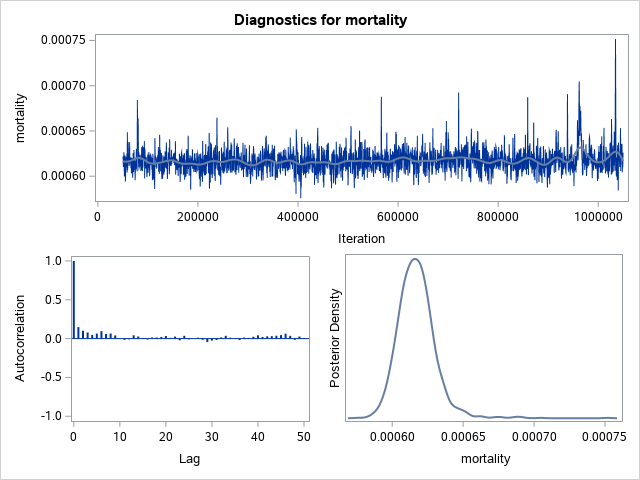 Diagnostics for mortality
mortality
0.00075
0.00070
0.00065
0.00060
0 200000 400000 600000 800000 1000000
Iteration
Autocorrelation
1.0
0.5
0.0
-0.5
-1.0
0 10 20 30 40 50
Lag
Posterior Density
0.00060 0.00065 0.00070 0.00075
mortality